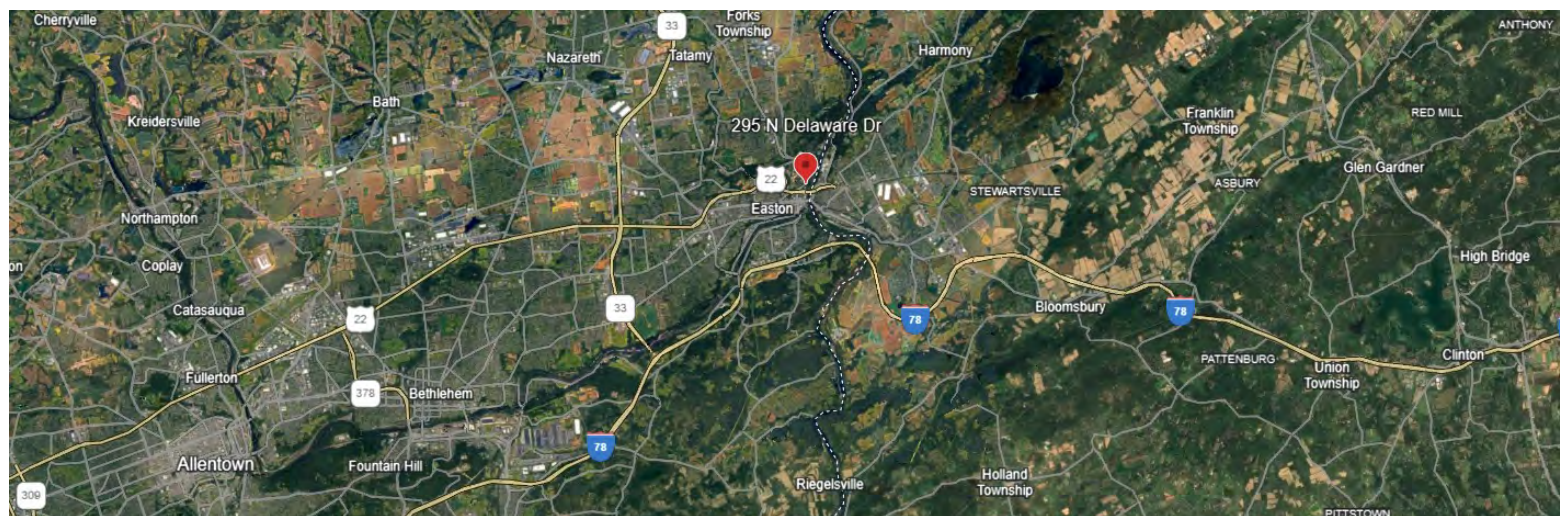 Cherryville
33
Forks
Township
ANTHONY
Nazareth
Tatamy
Harmony
Bath
Kreidersville
295 N Delaware Dr
Franklin
Township
RED MILL
22
Glen Gardner
ASBURY
STEWARTSVILLE
Northampton
Easton
Coplay
on
High Bridge
Catasauqua
33
Bloomsbury
78
78
22
Fullerton
PATTENBURG
Union
Township
Clinton
378
Bethlehem
78
Allentown
Fountain Hill
Riegelsville
Holland
Township
309
PITTSTOWN